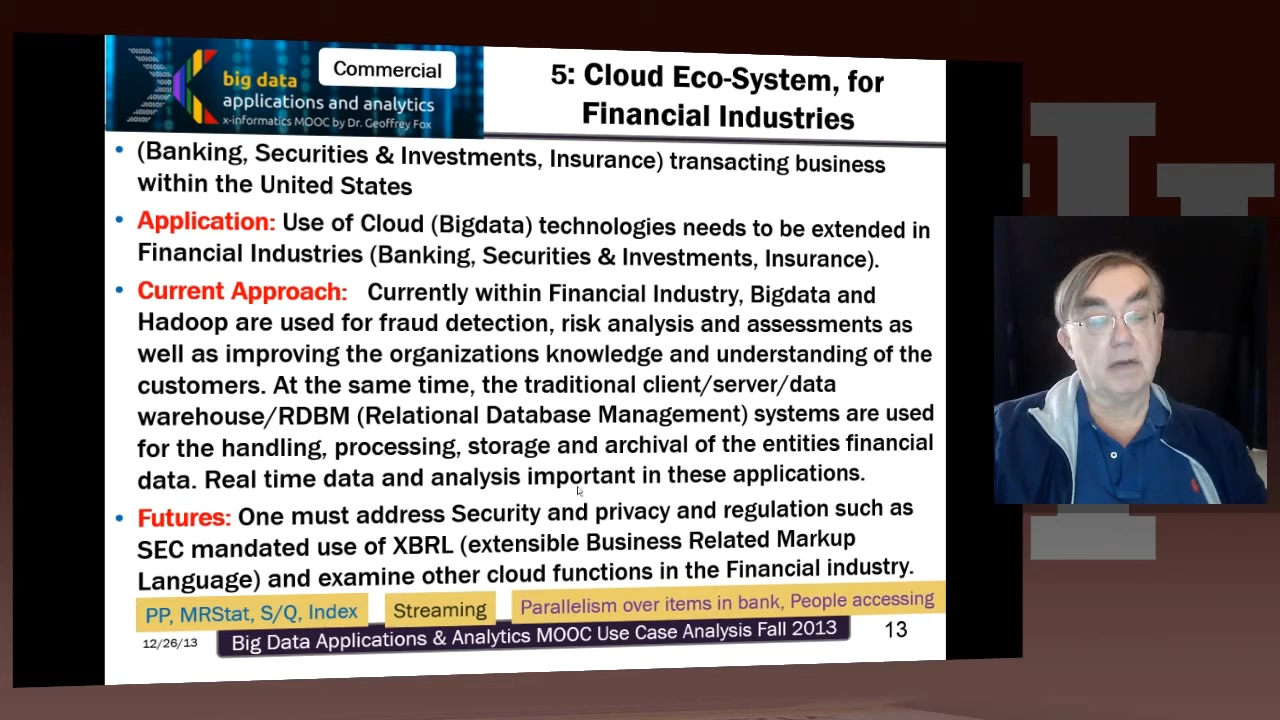 big data
applications and analytics
x-informatics MOOC by Dr. Geoffrey Fox
Commercial
5: Cloud Eco-System, for
Financial Industries
• (Banking, Securities & Investments, Insurance) transacting business
within the United States
• Application: Use of Cloud (Bigdata) technologies needs to be extended in
Financial Industries (Banking, Securities & Investments, Insurance).
• Current Approach: Currently within Financial Industry, Bigdata and
Hadoop are used for fraud detection, risk analysis and assessments as
well as improving the organizations knowledge and understanding of the
customers. At the same time, the traditional client/server/data
warehouse/RDBM (Relational Database Management) systems are used
for the handling, processing, storage and archival of the entities financial
data. Real time data and analysis important in these applications.
• Futures: One must address Security and privacy and regulation such as
SEC mandated use of XBRL (extensible Business Related Markup
Language) and examine other cloud functions in the Financial industry.
PP, MRStat, S/Q, Index
Streaming
Parallelism over items in bank, People accessing
12/26/13
Big Data Applications & Analytics MOOC Use Case Analysis Fall 2013
13